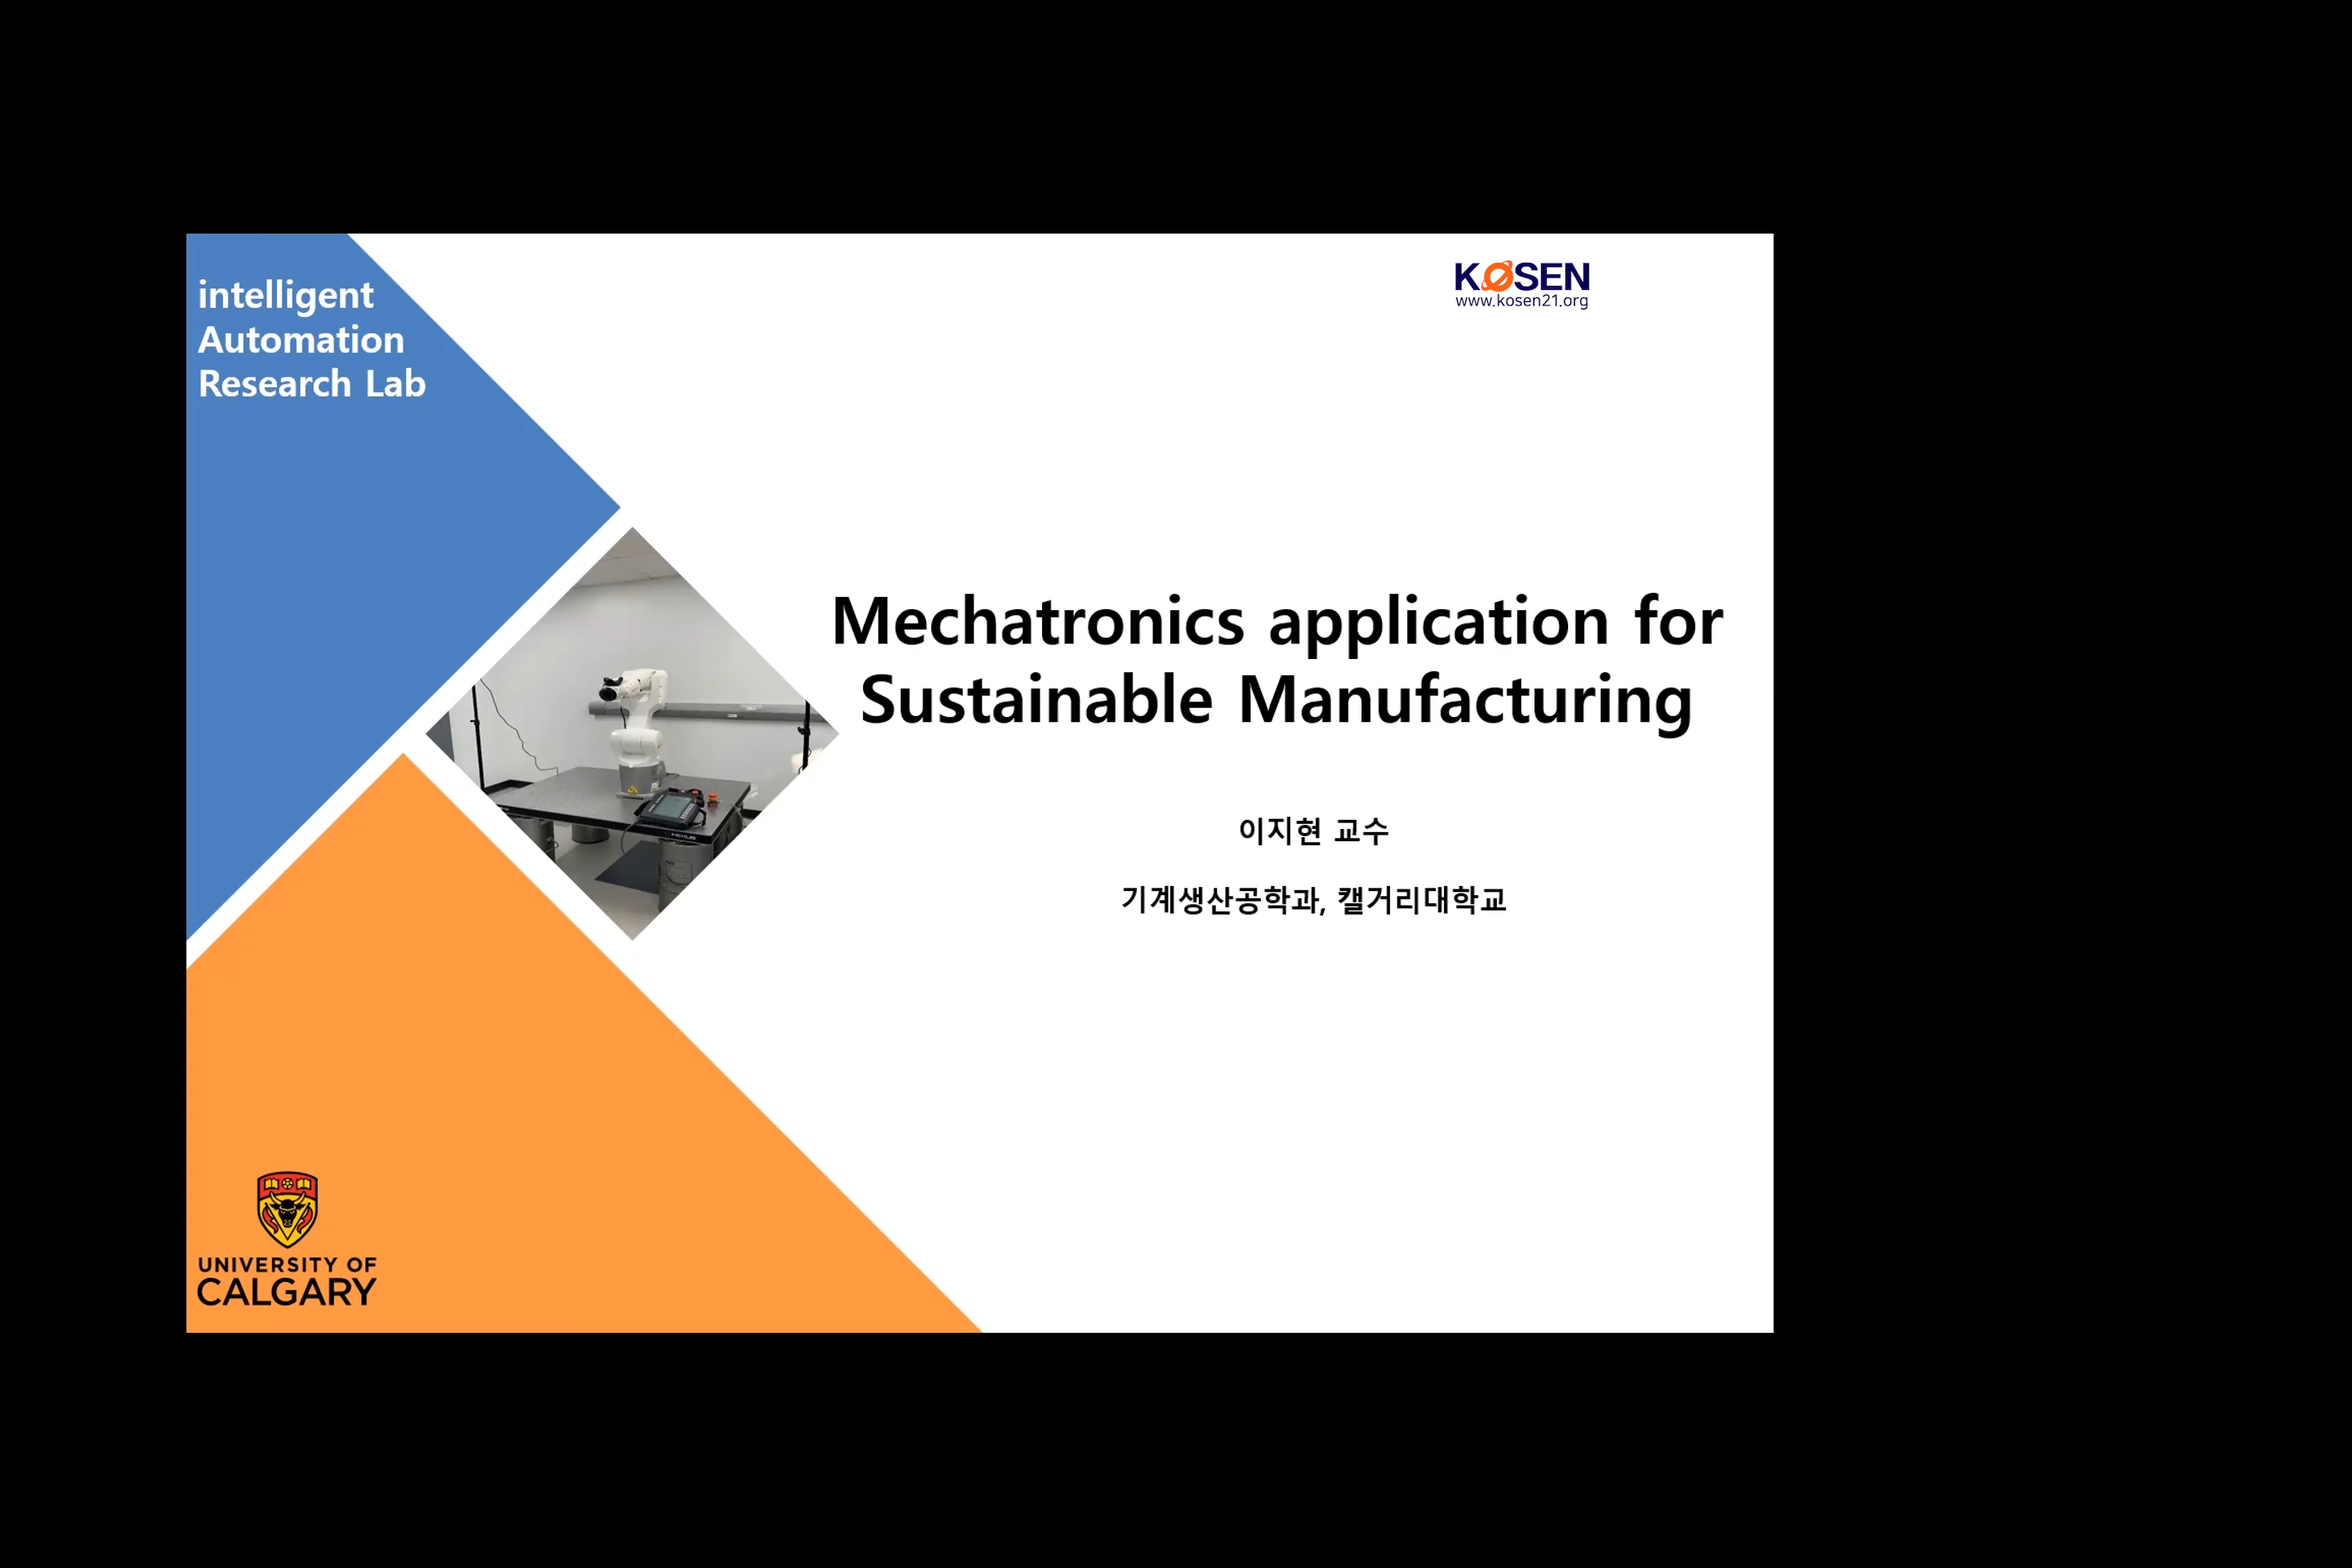 intelligent
Automation
Research Lab
KOSEN
www.kosen21.org
Mechatronics application for
Sustainable Manufacturing
이지현 교수
기계생산공학과, 캘거리대학교
UNIVERSITY OF
CALGARY